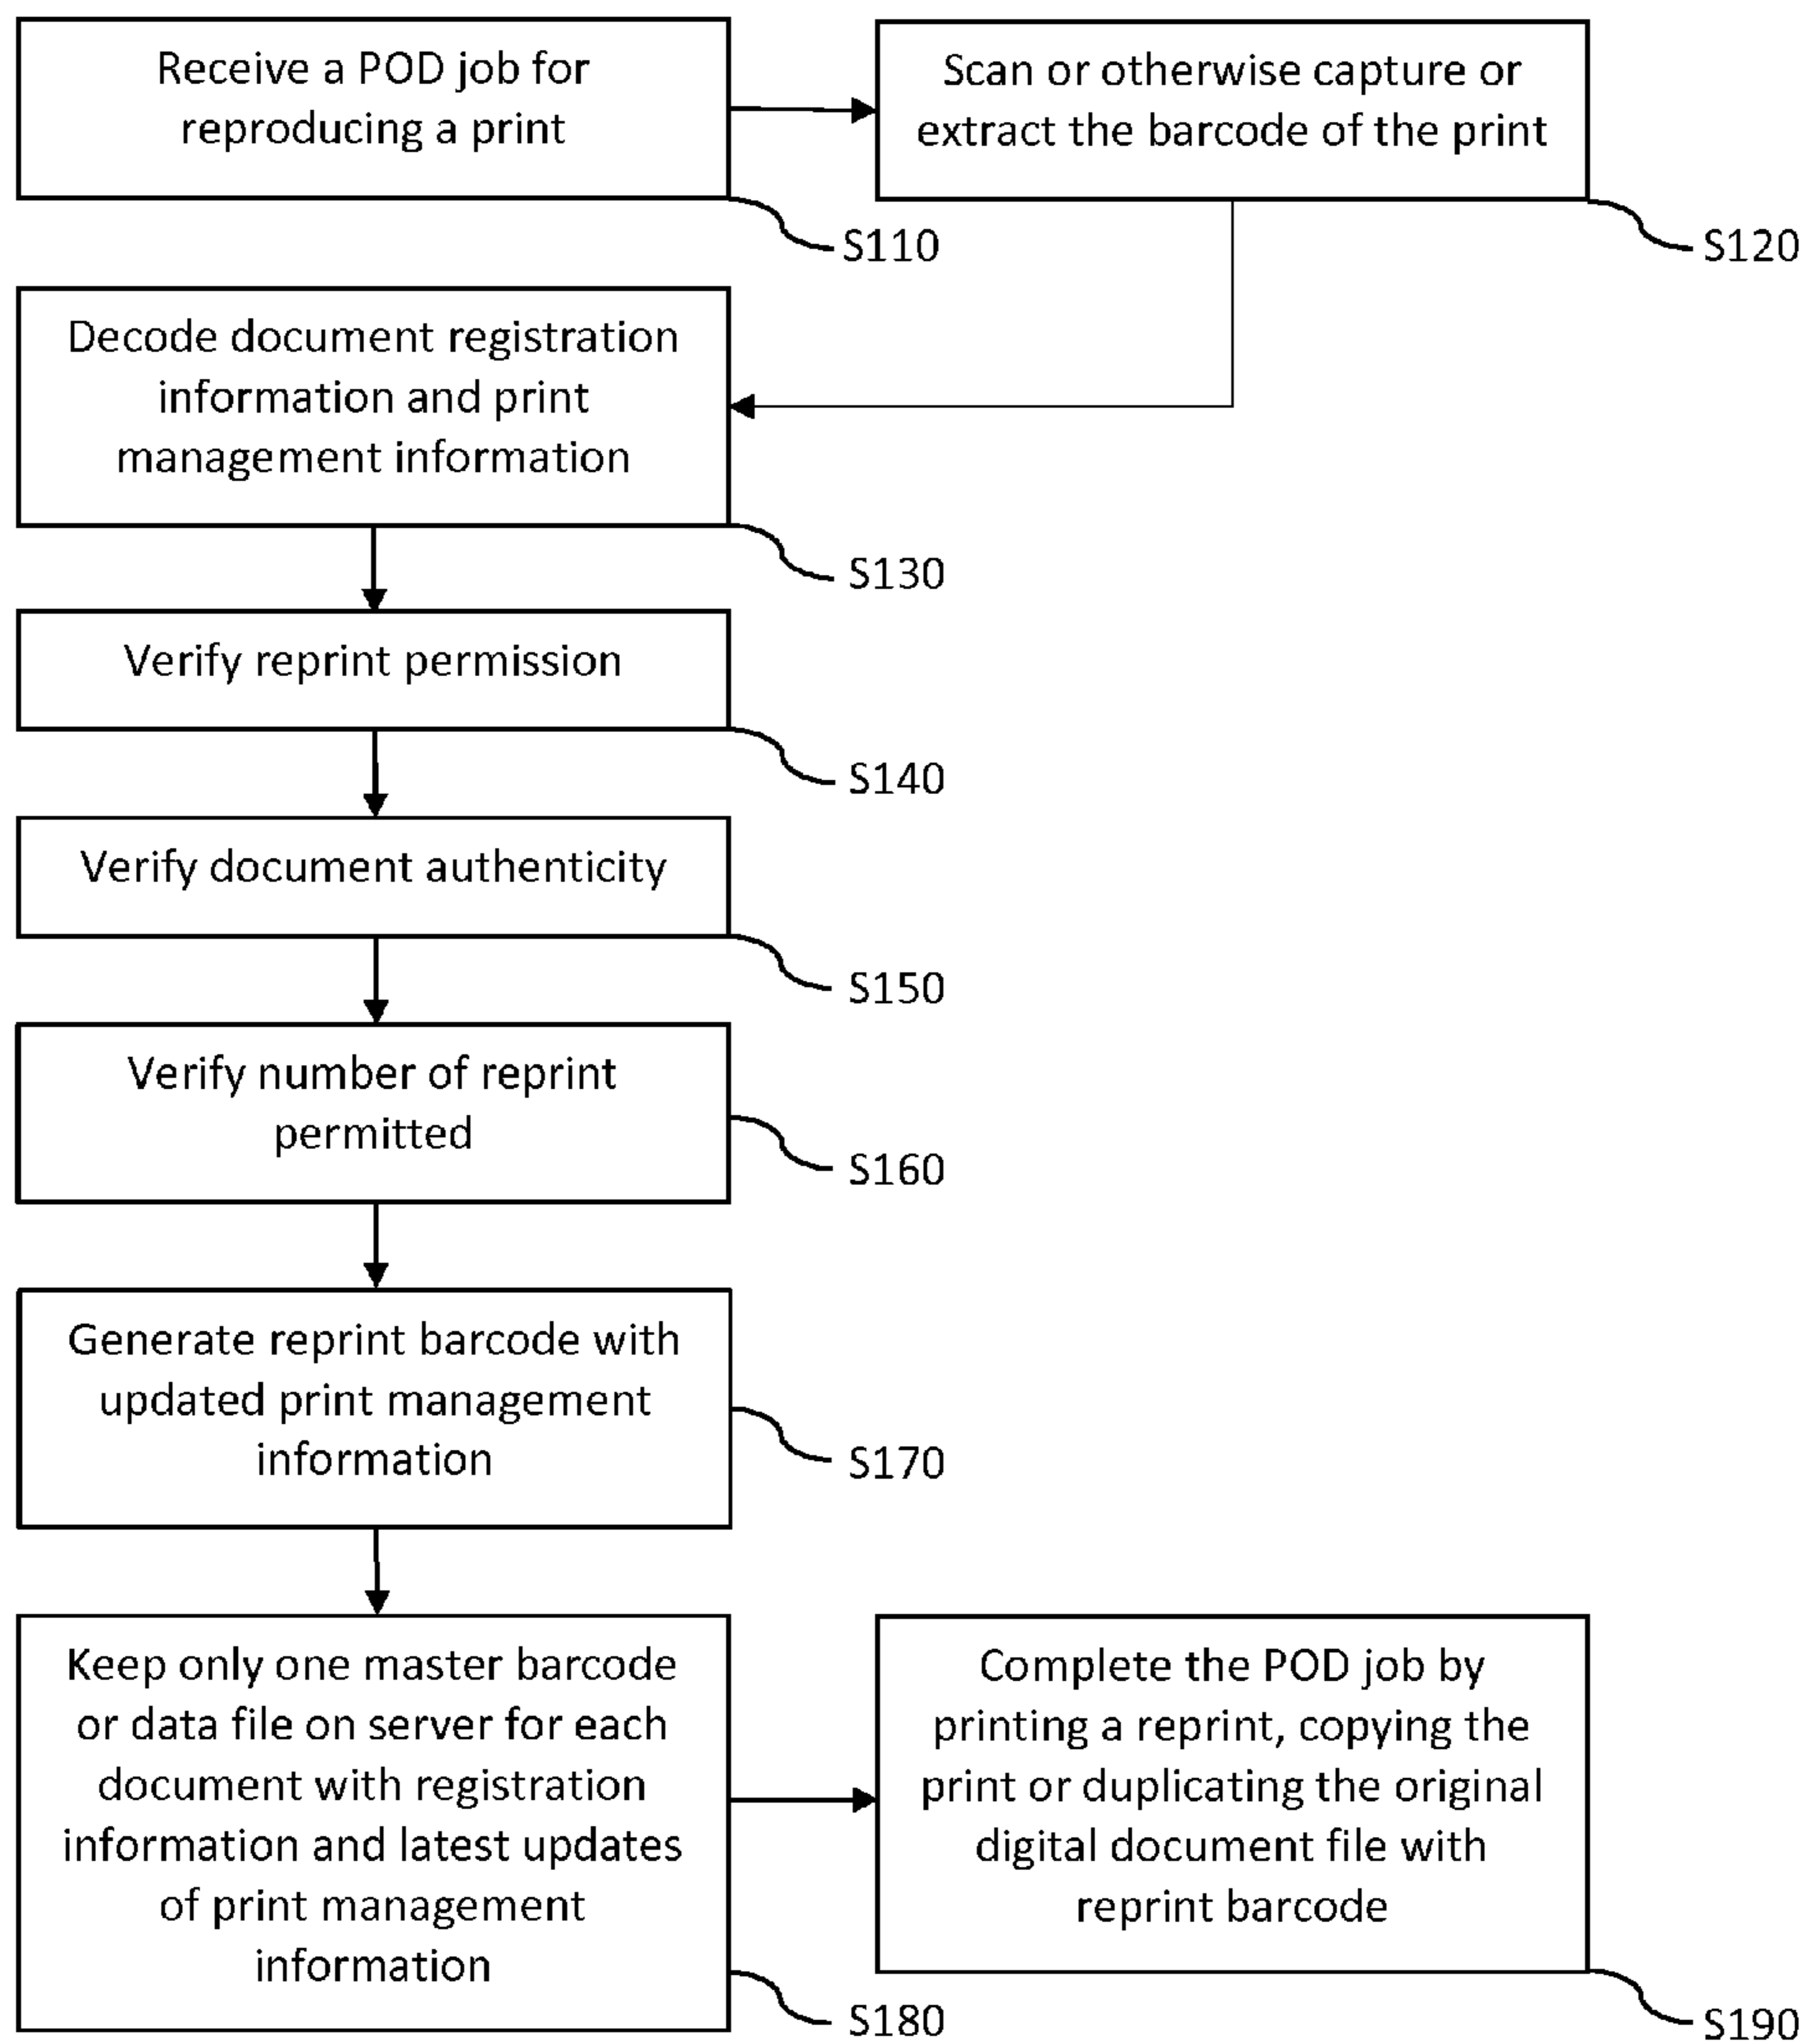 Receive a POD job for
reproducing a print
S110
Scan or otherwise capture or
extract the barcode of the print
S120
Decode document registration
information and print
management information
S130
Verify reprint permission
S140
Verify document authenticity
S150
Verify number of reprint
permitted
S160
Generate reprint barcode with
updated print management
information
S170
Keep only one master barcode
or data file on server for each
document with registration
information and latest updates
of print management
information
S180
Complete the POD job by
printing a reprint, copying the
print or duplicating the original
digital document file with
reprint barcode
S190